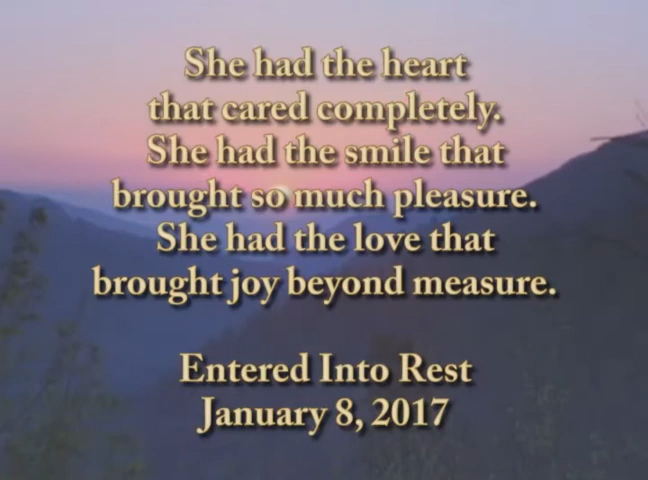 She had the heart
that cared completely.
She had the smile that
brought so much pleasure.
She had the love that
brought joy beyond measure.
Entered Into Rest
January 8, 2017